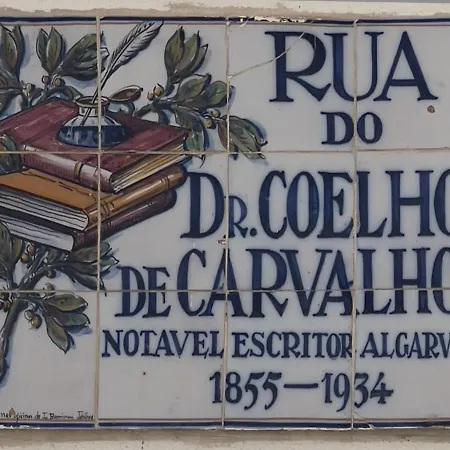 RUA
DO
DR. COELHO
DE CARVALHO
NOTAVEL ESCRITOR ALGARV
1855-1934